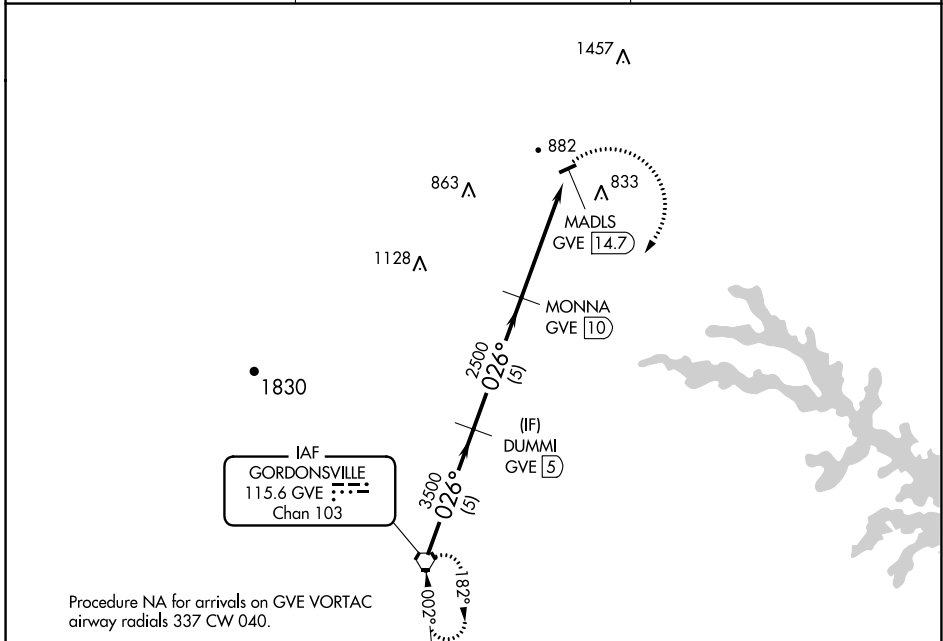 1457
882
863
833
MADLS
GVE 14.7
1128
MONNA
GVE 10
2500
026°
(5)
1830
(IF)
DUMMI
GVE 5
IAF
GORDONSVILLE
115.6 GVE
Chan 103
3500
026°
(5)
182°
002°
Procedure NA for arrivals on GVE VORTAC
airway radials 337 CW 040.